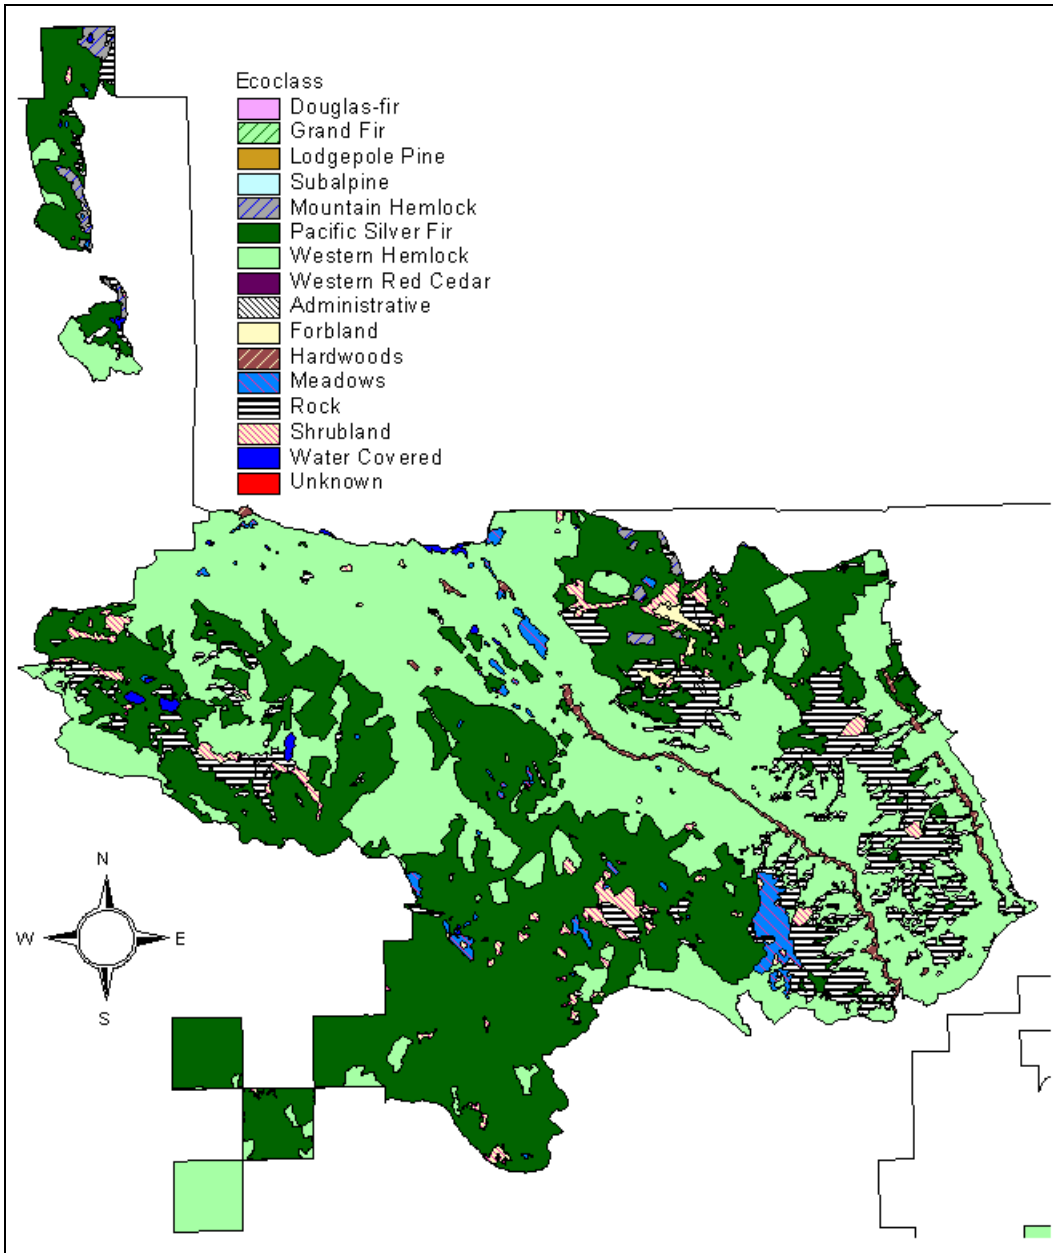 Ecoclass
Douglas-fir
Grand Fir
Lodgepole Pine
Subalpine
Mountain Hemlock
Pacific Silver Fir
Western Hemlock
Western Red Cedar
Administrative
Forbland
Hardwoods
Meadows
Rock
Shrubland
Water Covered
Unknown
N
W E
S